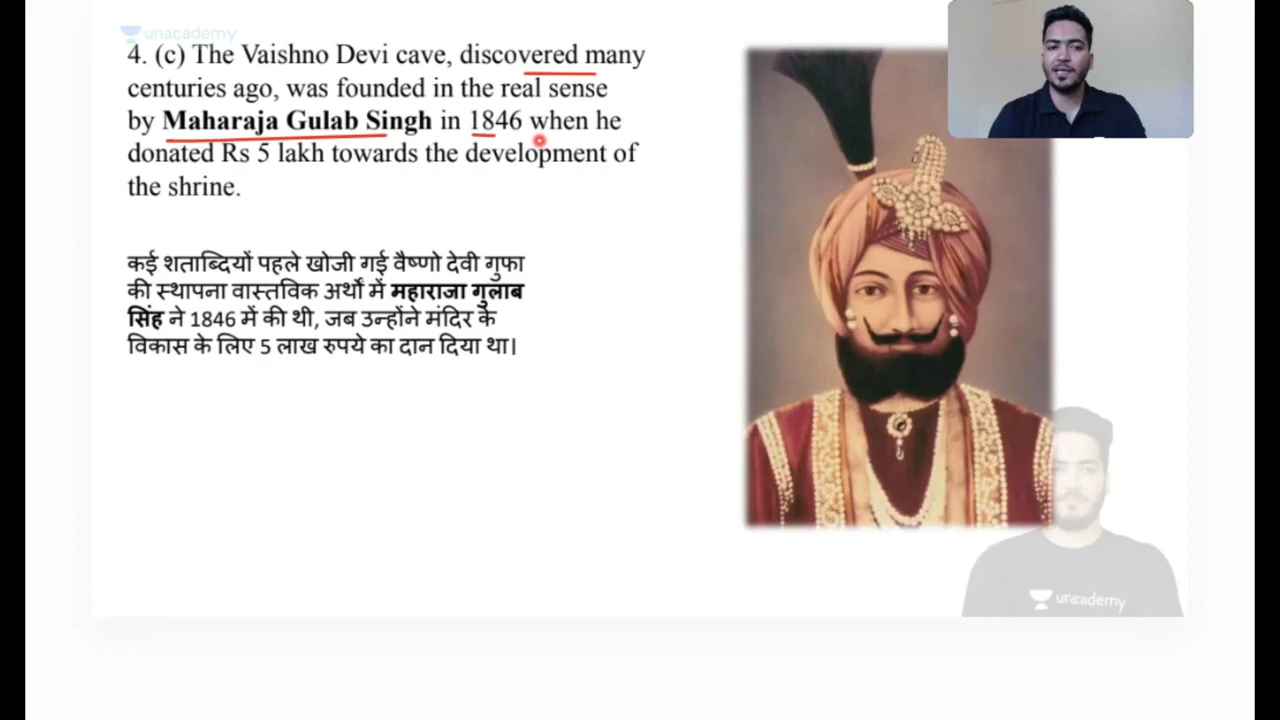 unacademy
4. (c) The Vaishno Devi cave, discovered many
centuries ago, was founded in the real sense
by Maharaja Gulab Singh in 1846 when he
donated Rs 5 lakh towards the development of
the shrine.
कई शताब्दियों पहले खोजी गई वैष्णो देवी गुफा
की स्थापना वास्तविक अर्थों में महाराजा गुलाब
सिंह ने 1846 में की थी, जब उन्होंने मंदिर के
विकास के लिए 5 लाख रुपये का दान दिया था।
unacademy